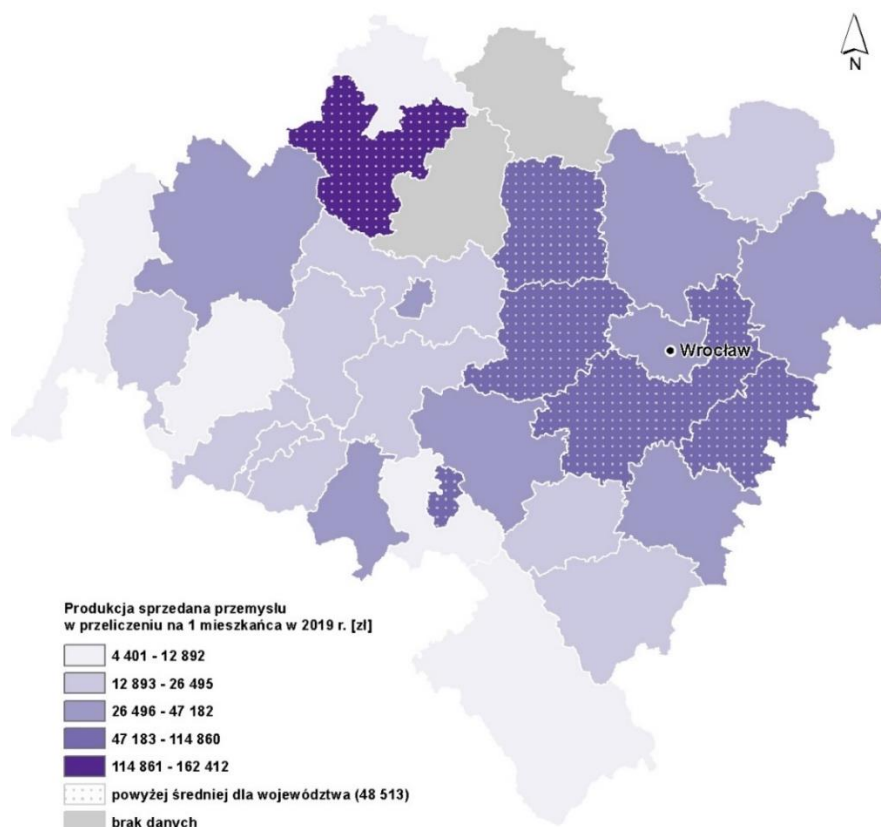 N
Wrocław
Produkcja sprzedana przemyslu
w przeliczeniu na 1 mieszkańca w 2019 r. [zł]
4 401 - 12 892
12 893 - 26 495
26 496 - 47 182
47 183 - 114 860
114 861 - 162 412
powyżej średniej dla województwa (48 513)
brak danych